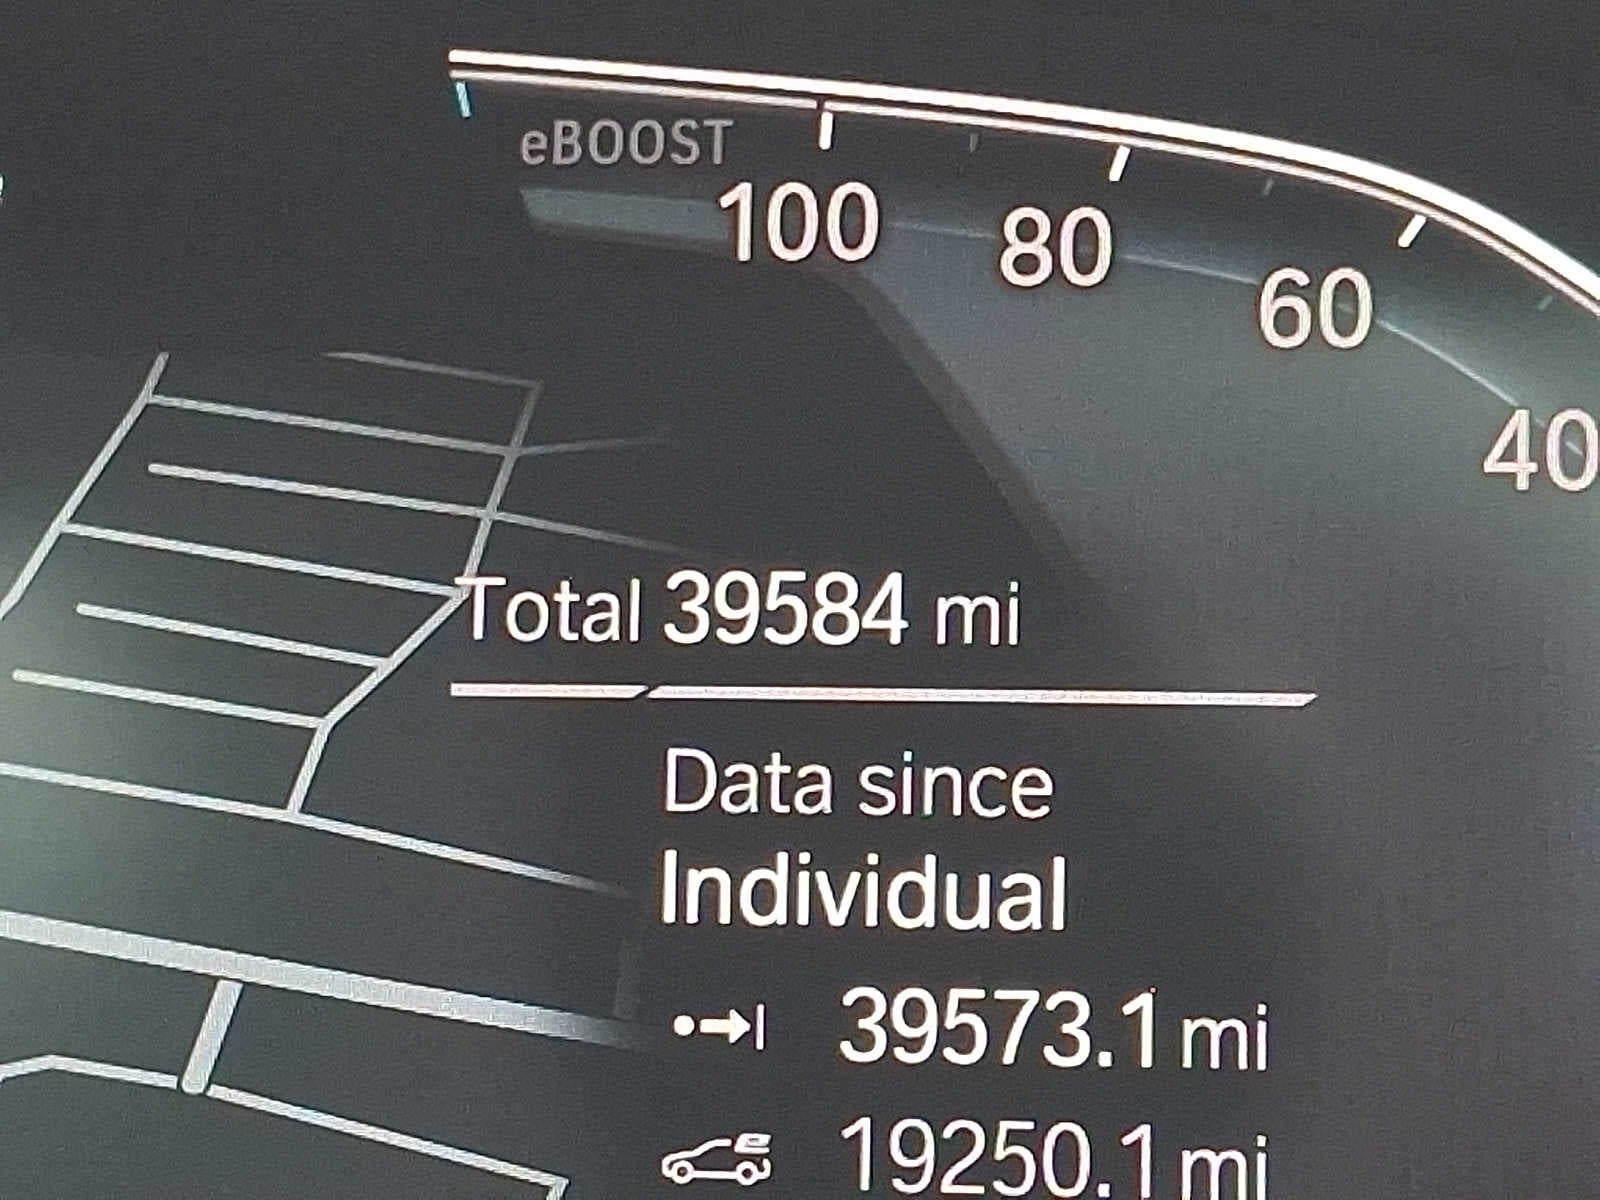 eBOOST
100
80
60
40
Total 39584 mi
Data since
Individual
39573.1 mi
19250.1 mi